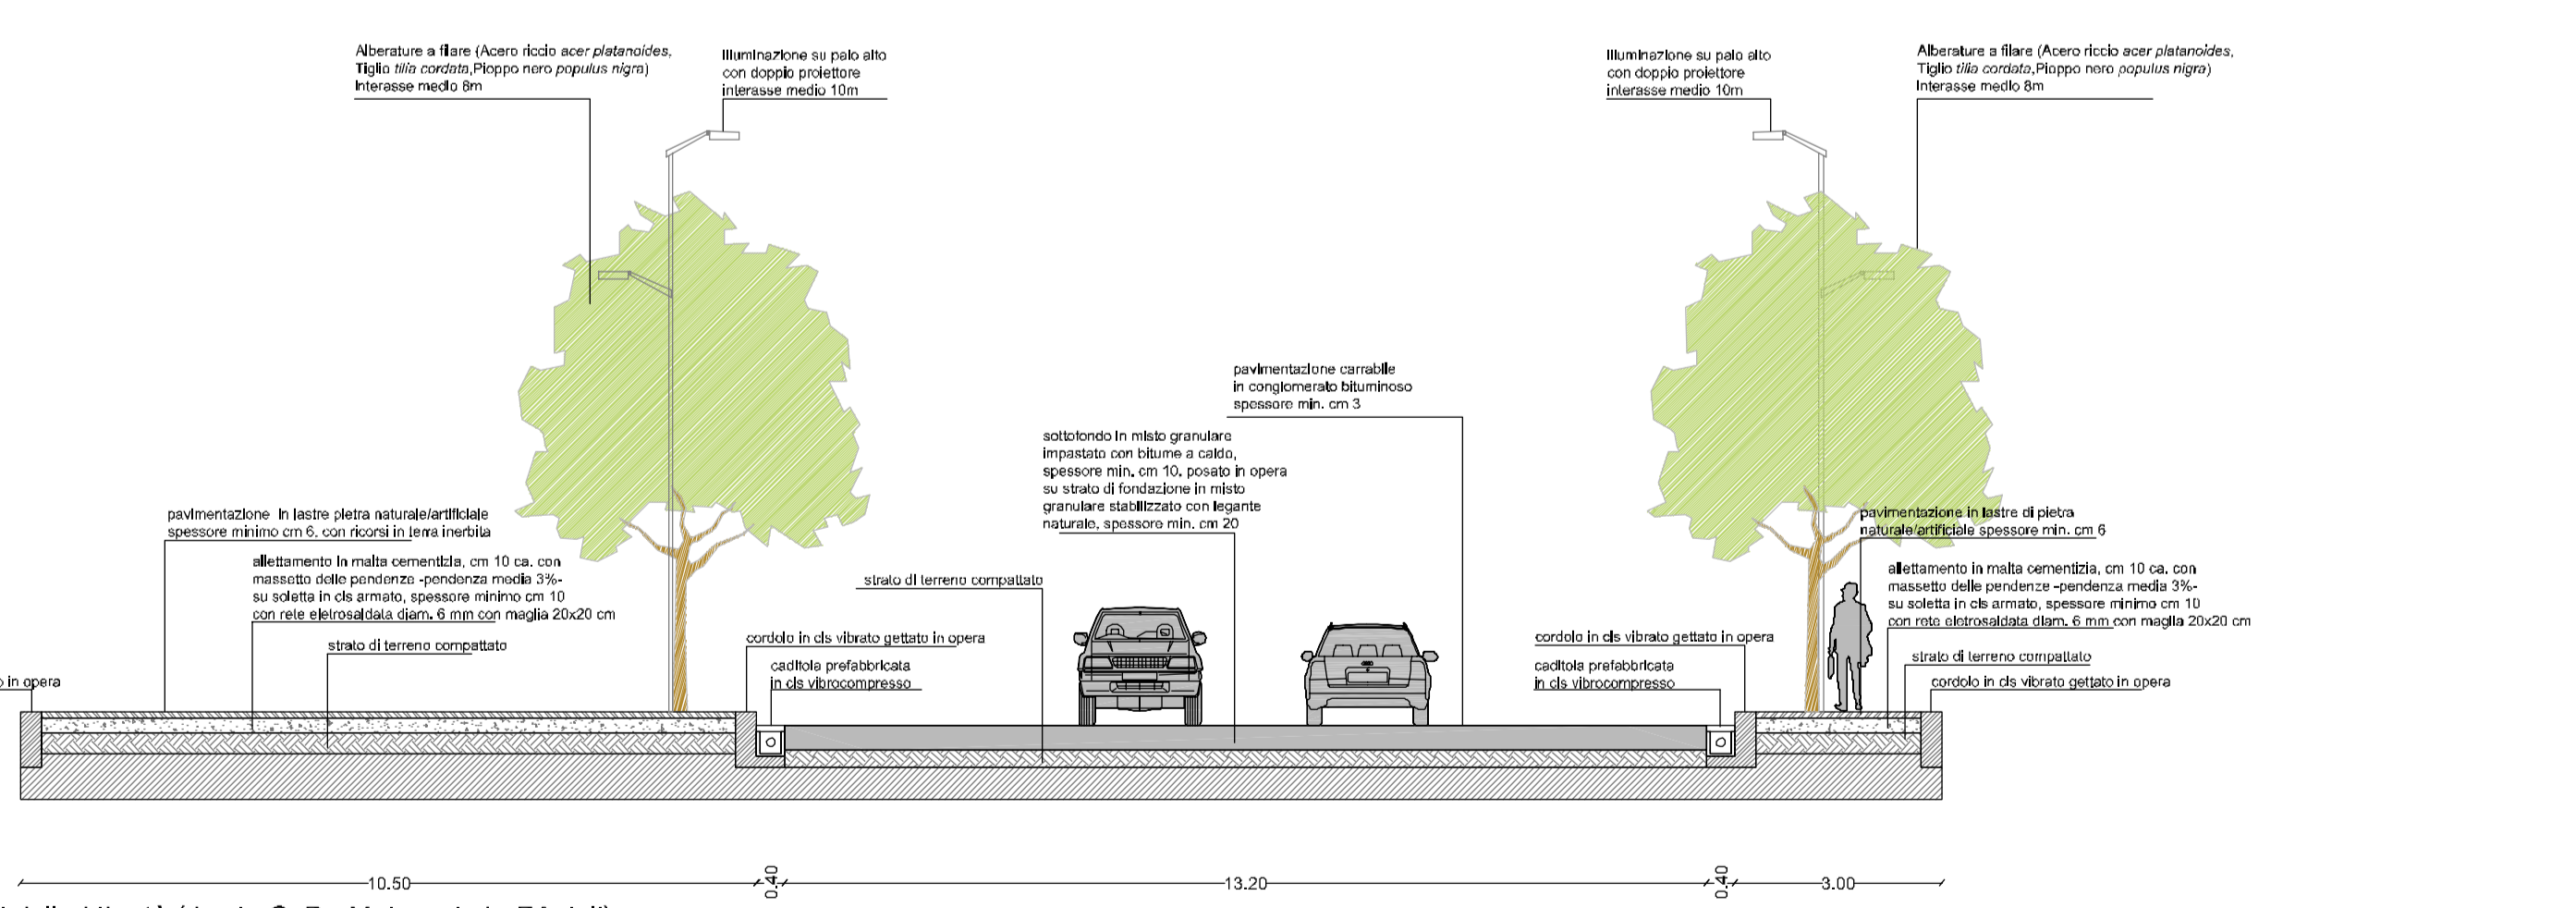 Alberature a filare (Acero riccio acer platanoides,
Tiglio tilia cordata,Pioppo nero populus nigra)
Interasse medio 8m
Illuminazione su palo alto
con doppio proiettore
interasse medio 10m
Illuminazione su palo alto
con doppio proiettore
interasse medio 10m
Alberature a filare (Acero riccio acer platanoides,
Tiglio tilia cordata,Pioppo nero populus nigra)
Interasse medio 8m
pavimentazione carrabile
in conglomerato bituminoso
spessore min. cm 3
sottofondo in misto granulare
impastato con bitume a caldo,
spessore min. cm 10. posato in opera
su strato di fondazione in misto
granulare stabilizzato con legante
naturale, spessore min. cm 20
pavimentazione in lastre pietra naturale/artificiale
spessore minimo cm 6. con ricorsi in terra inerbita
allettamento in malta cementizia, cm 10 ca. con
massetto delle pendenze -pendenza media 3%-
su soletta in cls armato, spessore minimo cm 10
con rete eletrosaldata diam. 6 mm con maglia 20x20 cm
strato di terreno compattato
in opera
strato di terreno compattato
cordolo in cls vibrato gettato in opera
caditoia prefabbricata
in cls vibrocompresso
cordolo in cls vibrato gettato in opera
caditoia prefabbricata
in cls vibrocompresso
pavimentazione in lastre di pietra
naturale/artificiale spessore min. cm 6
allettamento in malta cementizia, cm 10 ca. con
massetto delle pendenze -pendenza media 3%-
su soletta in cls armato, spessore minimo cm 10
con rete eletrosaldata diam. 6 mm con maglia 20x20 cm
strato di terreno compattato
cordolo in cls vibrato gettato in opera
10.50
0.40
13.20
0.40
3.00